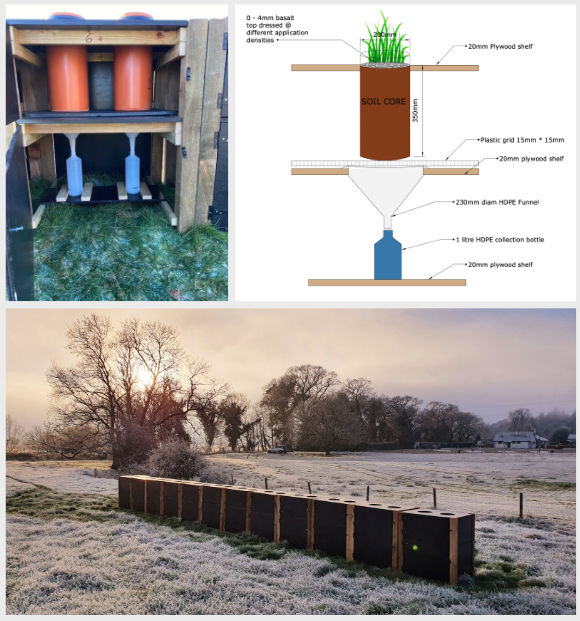 0 - 4mm basalt
top dressed @
different application
densities
20mm Plywood shelf
SOIL CORE
350mm
Plastic grid 15mm * 15mm
20mm plywood shelf
230mm diam HDPE Funnel
1 litre HDPE collection bottle
20mm plywood shelf